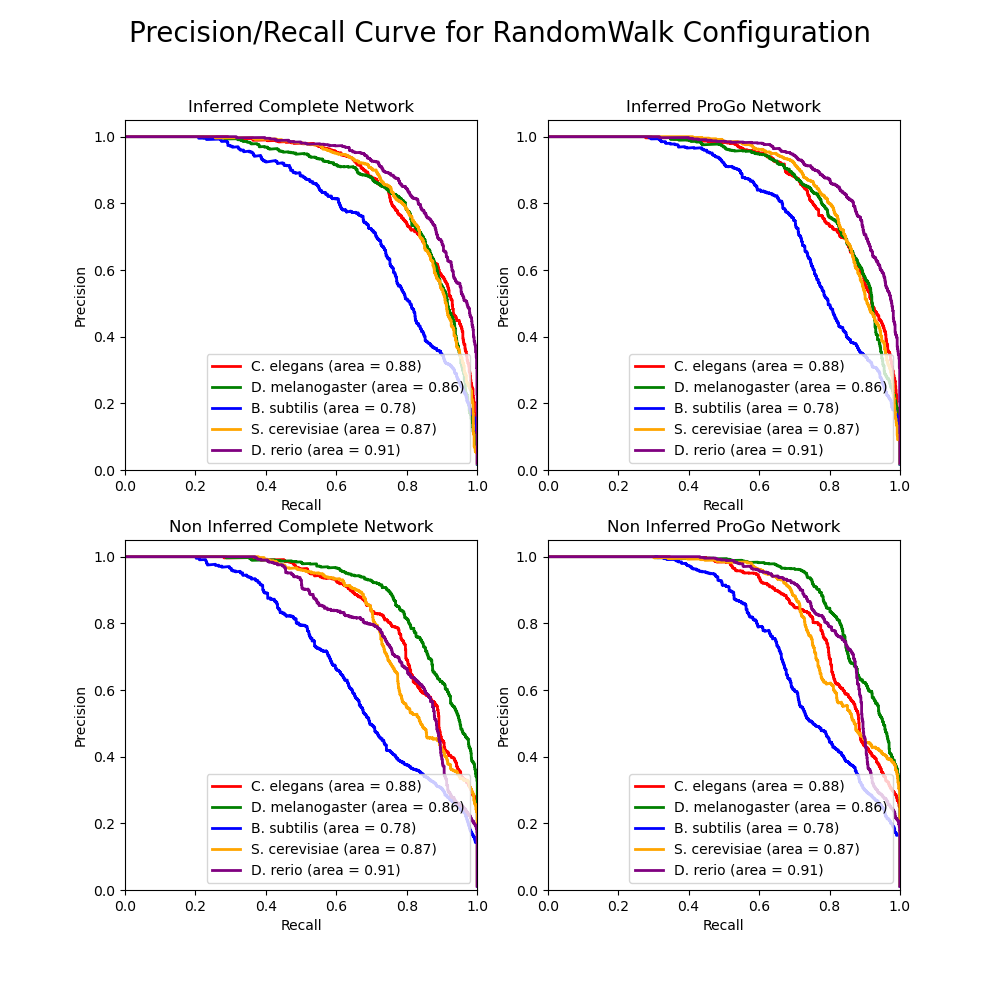 Precision/Recall Curve for RandomWalk Configuration
Inferred Complete Network
1.0
0.8
0.6
0.4
0.2
0.0
Precision
C. elegans (area = 0.88)
D. melanogaster (area = 0.86)
B. subtilis (area = 0.78)
S. cerevisiae (area = 0.87)
D. rerio (area = 0.91)
0.0 0.2 0.4 0.6 0.8 1.0
Recall
Inferred ProGo Network
1.0
0.8
0.6
0.4
0.2
0.0
Precision
C. elegans (area = 0.88)
D. melanogaster (area = 0.86)
B. subtilis (area = 0.78)
S. cerevisiae (area = 0.87)
D. rerio (area = 0.91)
0.0 0.2 0.4 0.6 0.8 1.0
Recall
Non Inferred Complete Network
1.0
0.8
0.6
0.4
0.2
0.0
Precision
C. elegans (area = 0.88)
D. melanogaster (area = 0.86)
B. subtilis (area = 0.78)
S. cerevisiae (area = 0.87)
D. rerio (area = 0.91)
0.0 0.2 0.4 0.6 0.8 1.0
Recall
Non Inferred ProGo Network
1.0
0.8
0.6
0.4
0.2
0.0
Precision
C. elegans (area = 0.88)
D. melanogaster (area = 0.86)
B. subtilis (area = 0.78)
S. cerevisiae (area = 0.87)
D. rerio (area = 0.91)
0.0 0.2 0.4 0.6 0.8 1.0
Recall